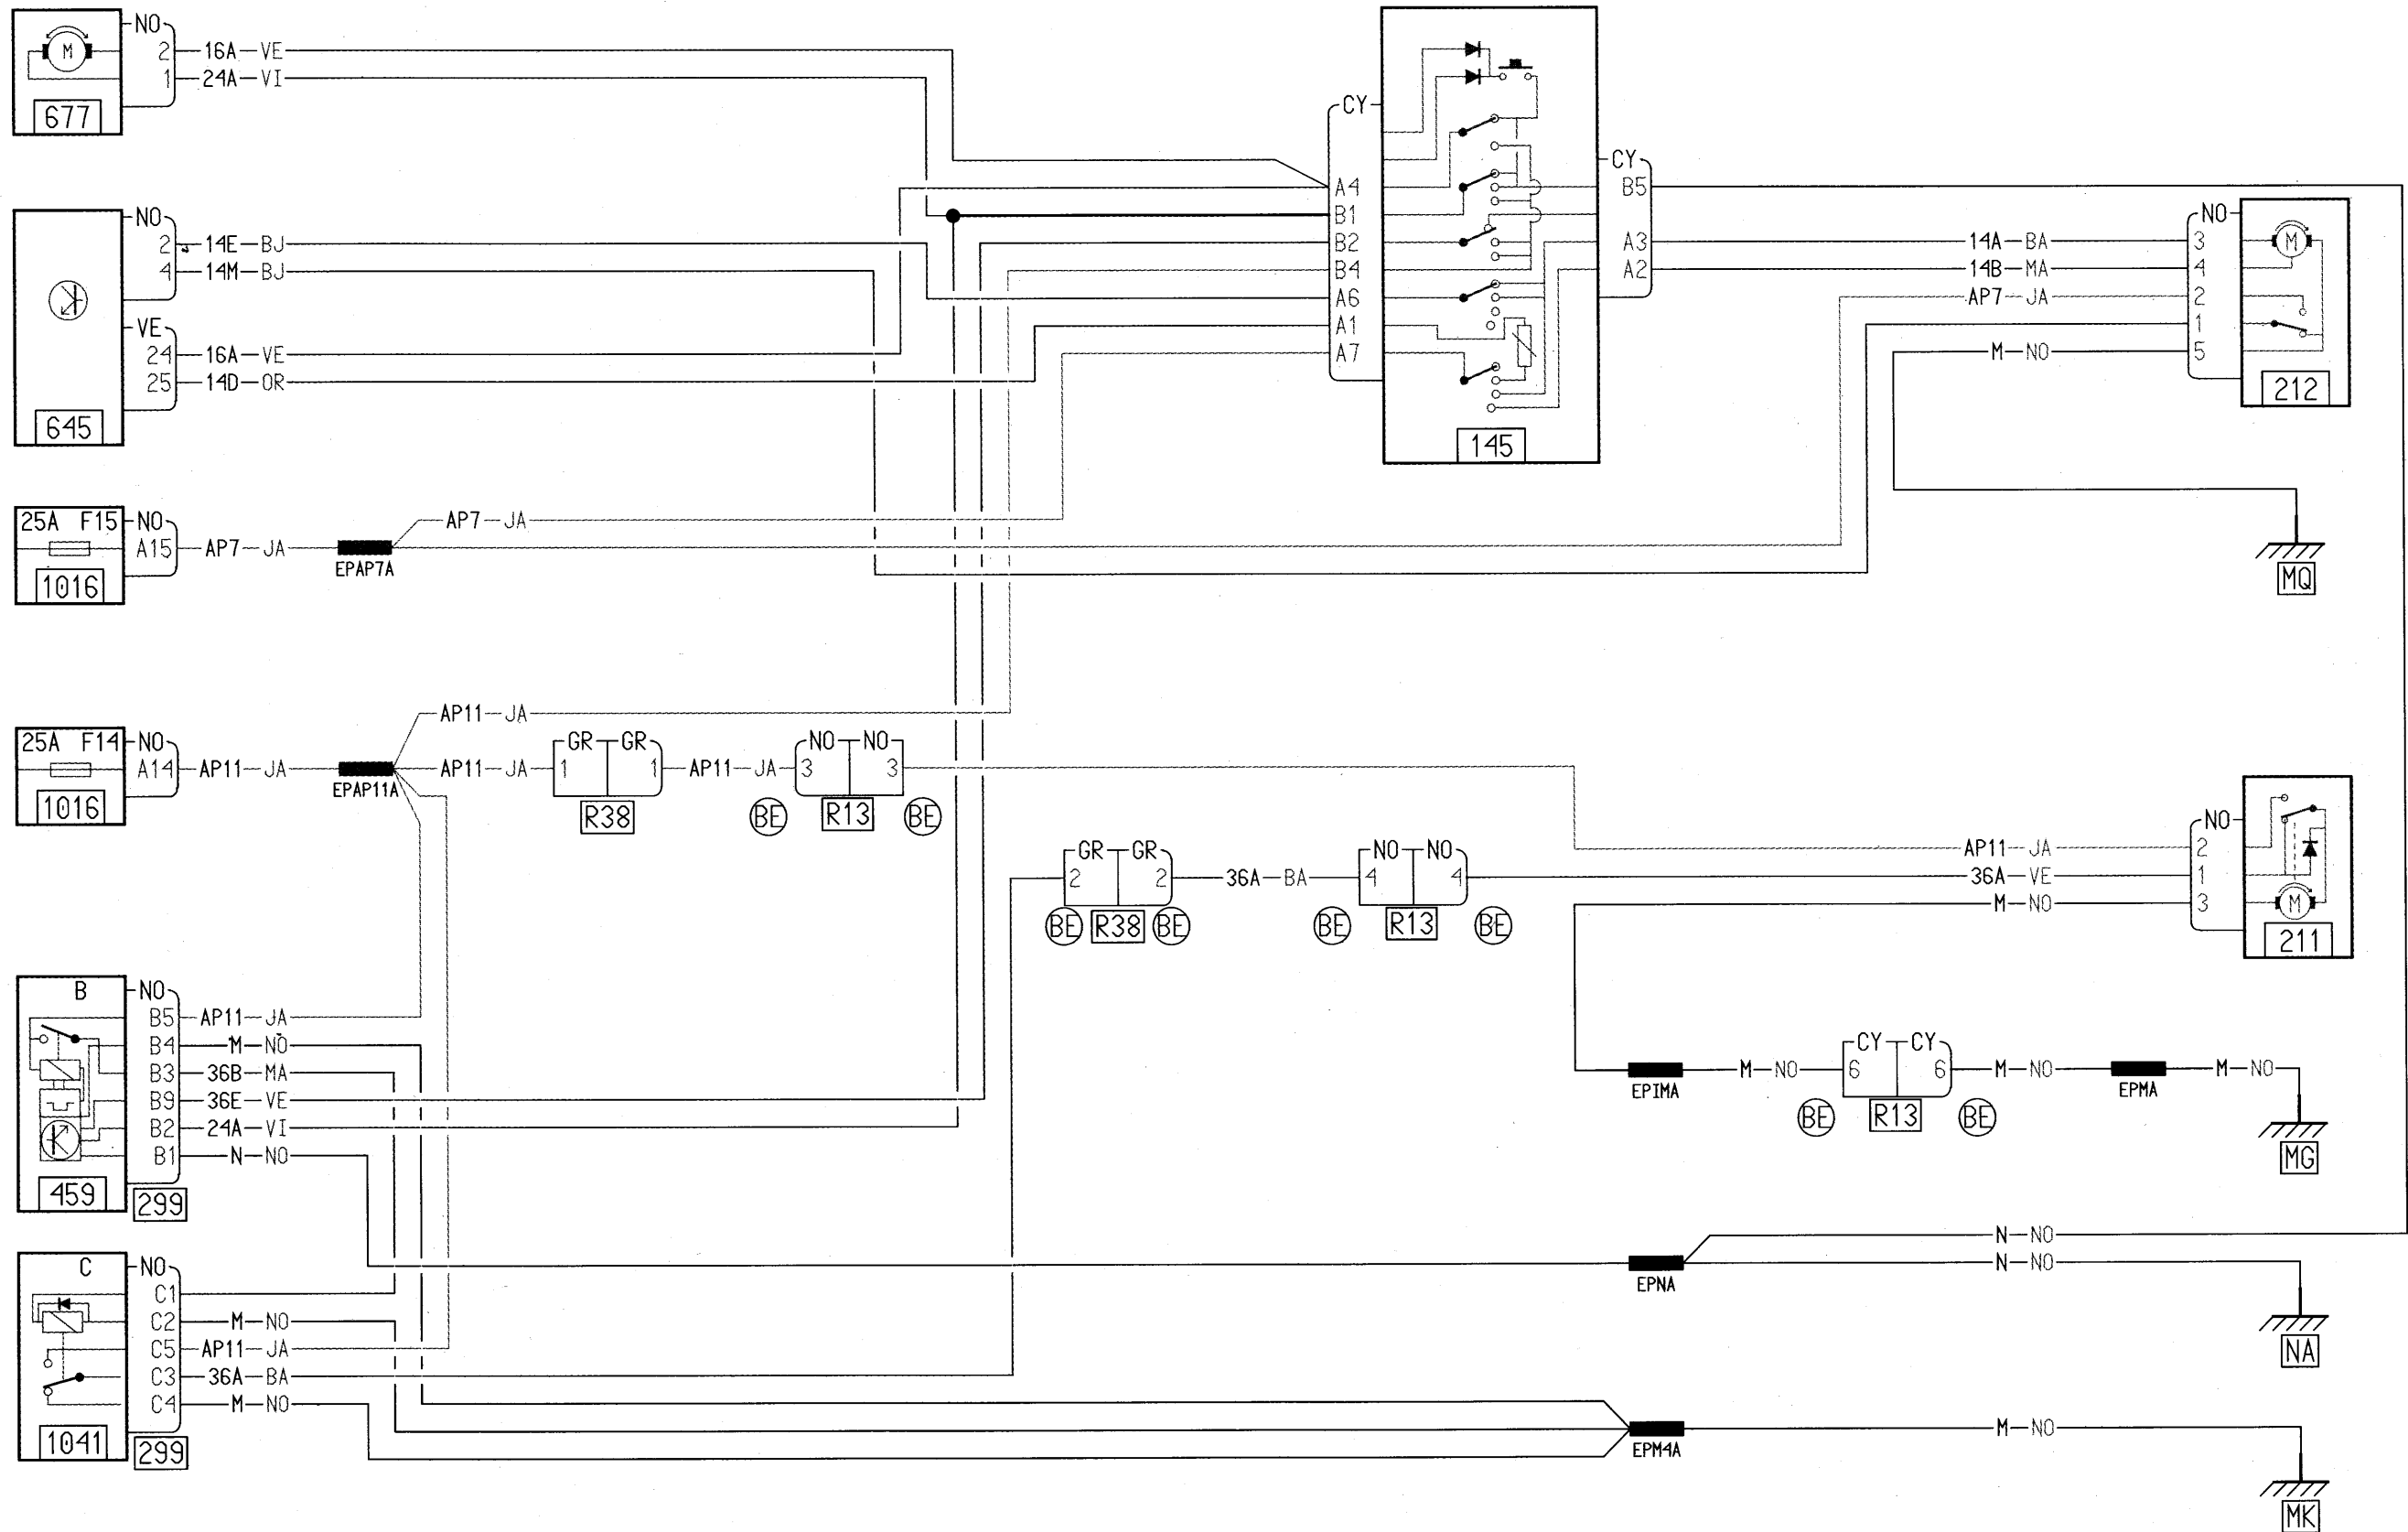 NO
2 16A VE
1 24A VI
M
677
NO
2 14E BJ
4 14M BJ
VE
24 16A VE
25 14D OR
645
25A F15 NO
A15 AP7 JA
1016
EPAP7A
AP7 JA
25A F14 NO
A14 AP11 JA
1016
EPAP11A
AP11 JA
AP11 JA
GR GR
1 1
R38
AP11 JA
NO NO
3 3
BE R13 BE
B NO
B5 AP11 JA
B4 M NO
B3 36B MA
B9 36E VE
B2 24A VI
B1 N NO
459
299
C NO
C1
C2 M NO
C5 AP11 JA
C3 36A BA
C4 M NO
1041
299
CY
A4
B1
B2
B4
A6
A1
A7
145
CY
B5
A3
A2
NO
14A BA 3
14B MA 4
AP7 JA 2
1
M NO 5
M
212
MQ
GR GR
2 2
BE R38 BE
36A BA
NO NO
4 4
BE R13 BE
NO
AP11 JA 2
36A VE 1
M NO 3
M
211
EPIMA
M NO
CY CY
6 6
BE R13 BE
M NO
EPMA
M NO
MG
EPNA
N NO
N NO
NA
EPM4A
M NO
MK